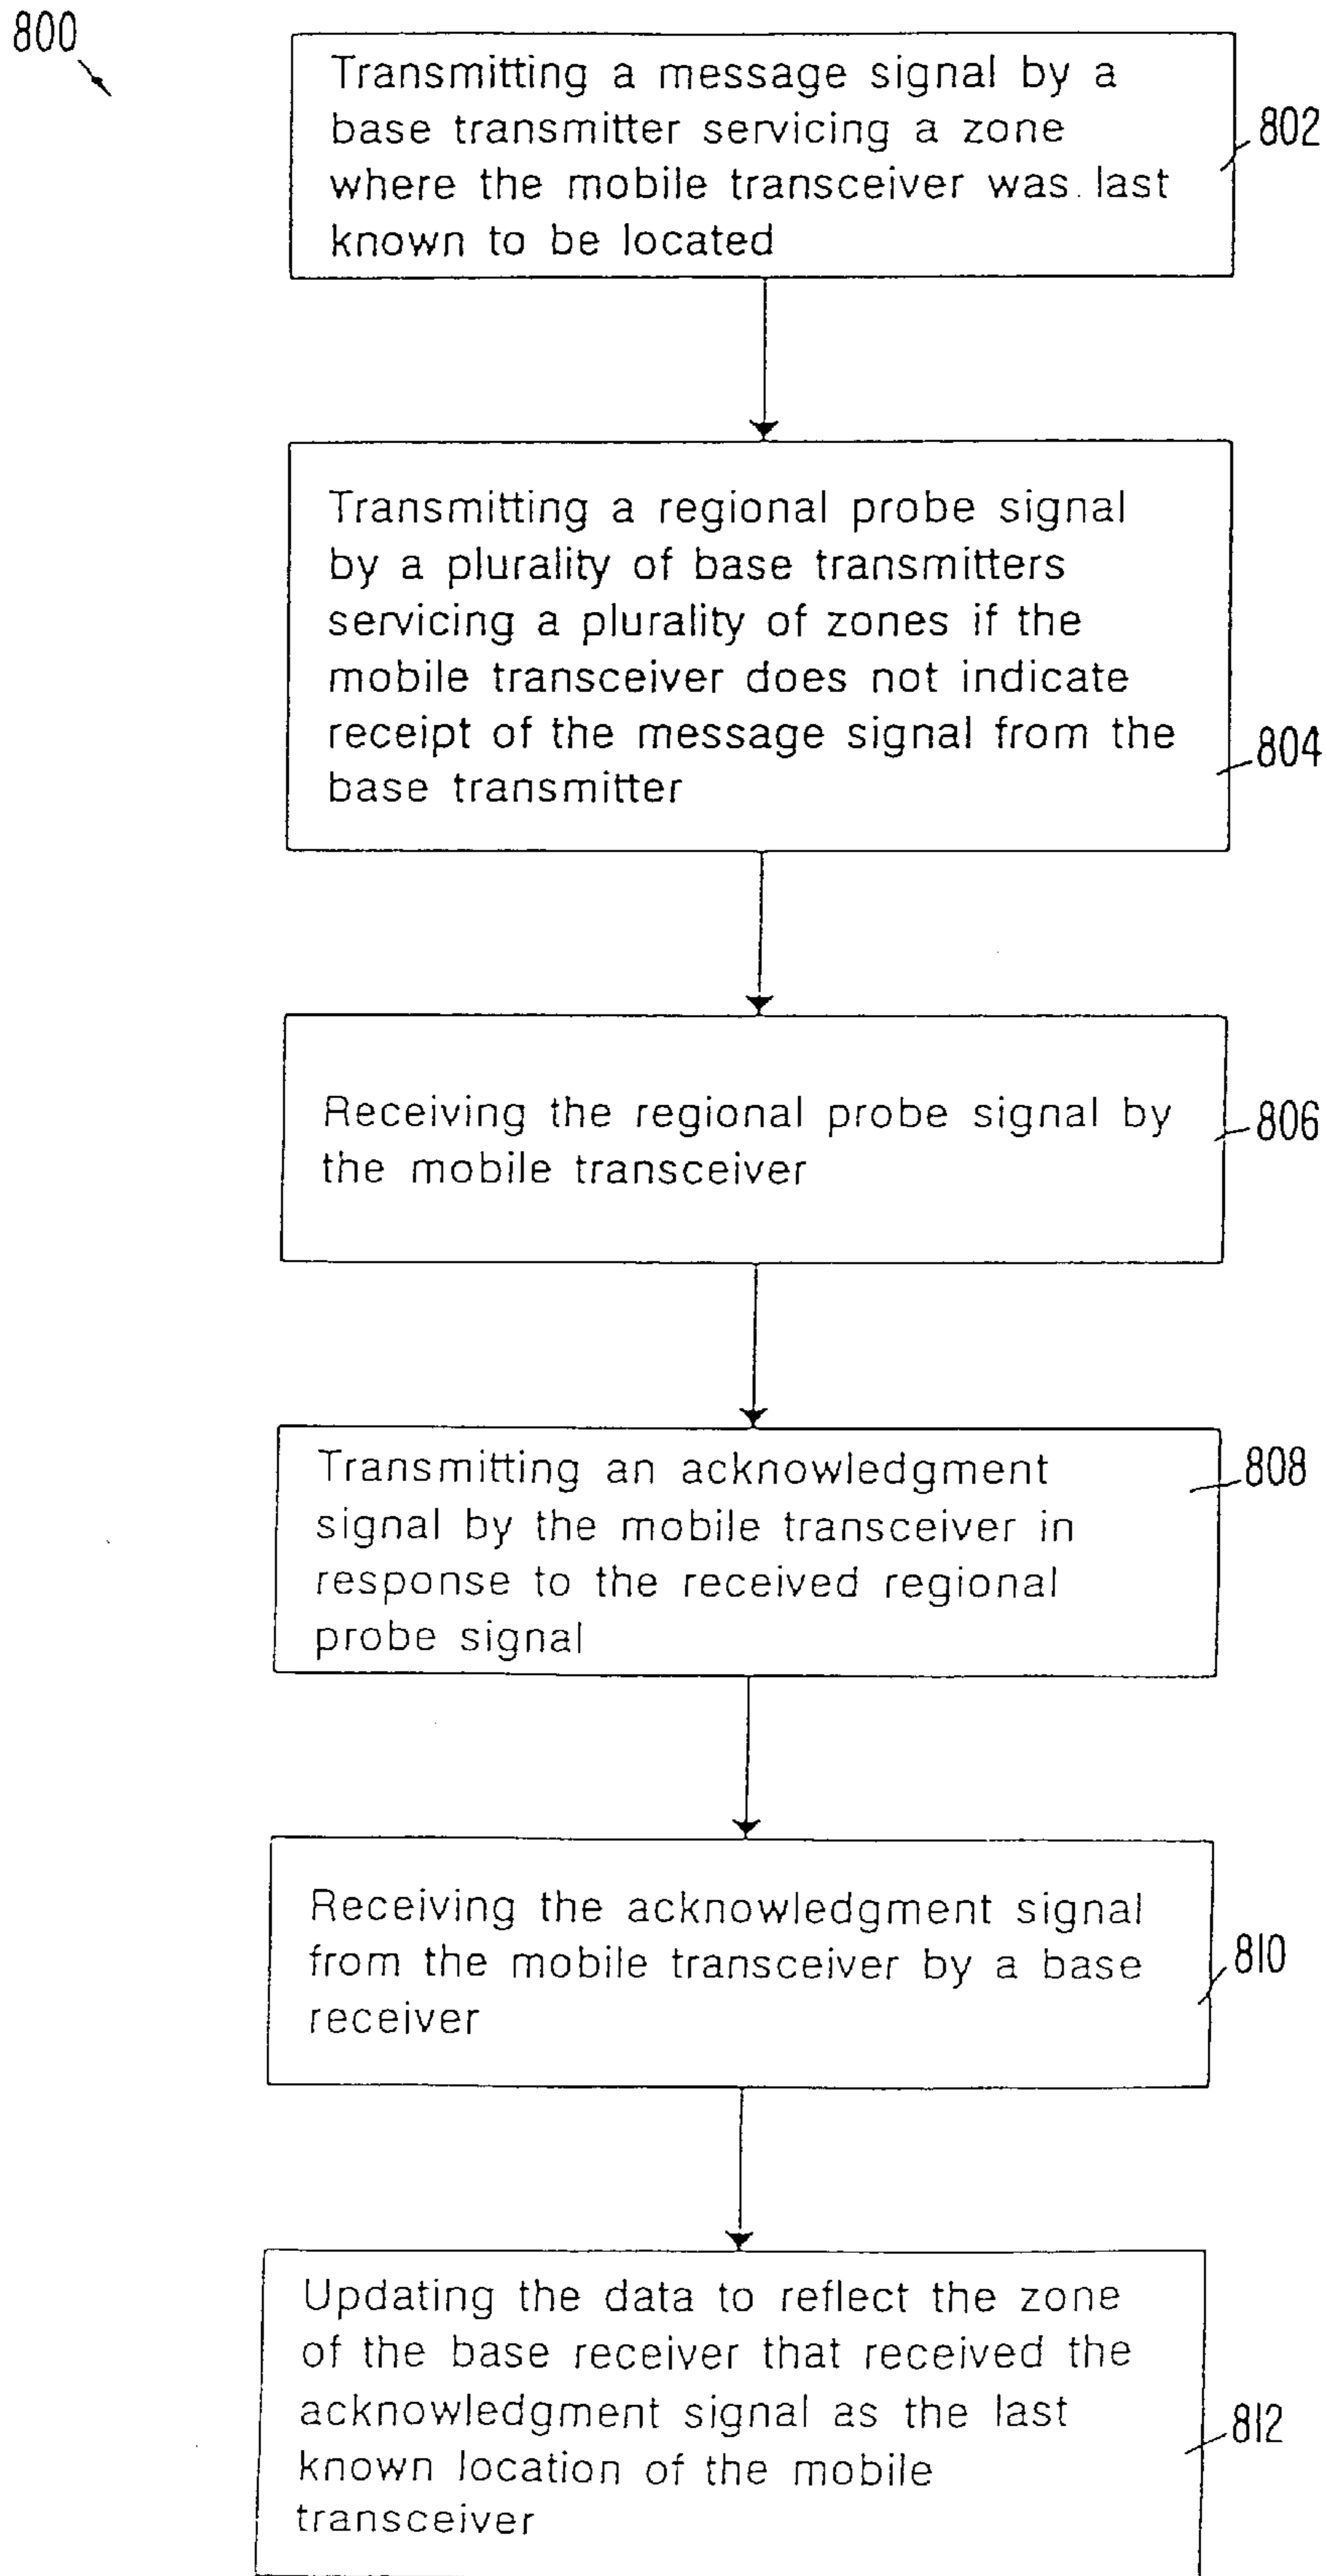 800
Transmitting a message signal by a
base transmitter servicing a zone
where the mobile transceiver was last
known to be located
802
Transmitting a regional probe signal
by a plurality of base transmitters
servicing a plurality of zones if the
mobile transceiver does not indicate
receipt of the message signal from the
base transmitter
804
Receiving the regional probe signal by
the mobile transceiver
806
Transmitting an acknowledgment
signal by the mobile transceiver in
response to the received regional
probe signal
808
Receiving the acknowledgment signal
from the mobile transceiver by a base
receiver
810
Updating the data to reflect the zone
of the base receiver that received the
acknowledgment signal as the last
known location of the mobile
transceiver
812